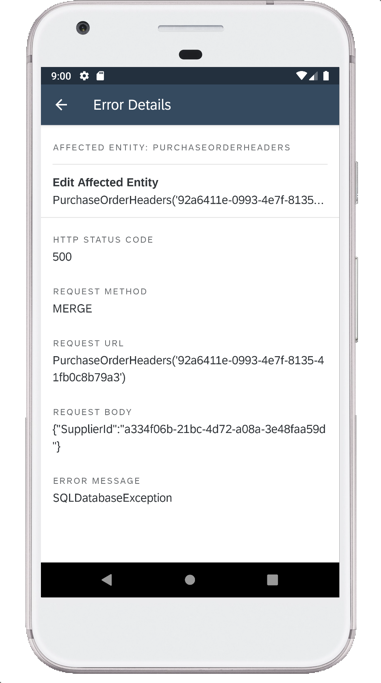 9:00
Error Details
AFFECTED ENTITY: PURCHASEORDERHEADERS
Edit Affected Entity
PurchaseOrderHeaders('92a6411e-0993-4e7f-8135...
HTTP STATUS CODE
500
REQUEST METHOD
MERGE
REQUEST URL
PurchaseOrderHeaders('92a6411e-0993-4e7f-8135-4
1fb0c8b79a3')
REQUEST BODY
{"SupplierId":"a334f06b-21bc-4d72-a08a-3e48faa59d
"}
ERROR MESSAGE
SQLDatabaseException